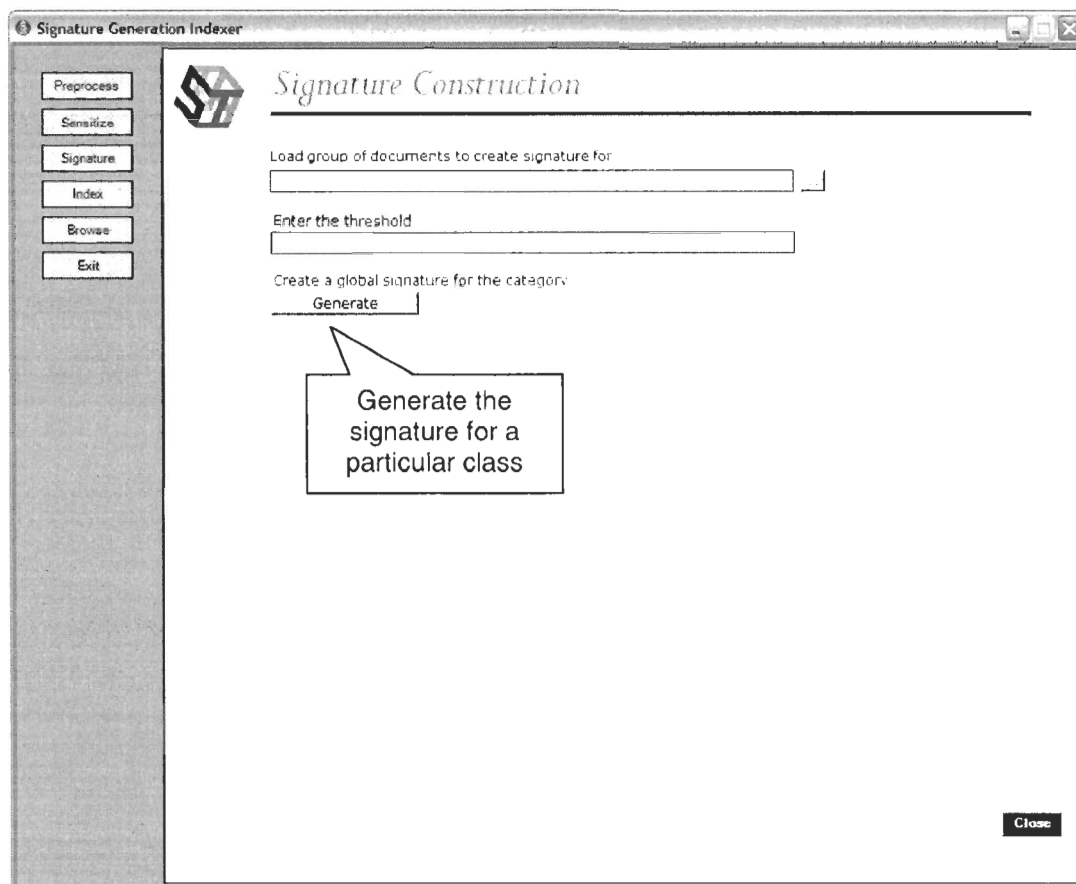 Signature Generation Indexer
Preprocess
Sensitize
Signature
Index
Browse
Exit
Signature Construction
Load group of documents to create signature for
...
Enter the threshold
Create a global signature for the category
Generate
Generate the
signature for a
particular class
Close